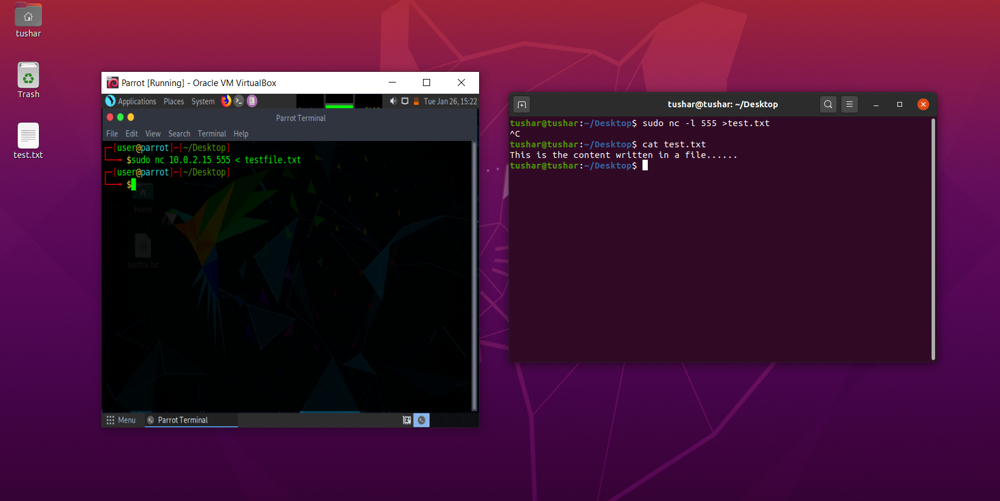 tushar
Trash
test.txt
Parrot [Running] - Oracle VM VirtualBox
Applications Places System Tue Jan 26, 15:22
Parrot Terminal
File Edit View Search Terminal Help
┌─[user@parrot]─[~/Desktop]
└──╼ $sudo nc 10.0.2.15 555 < testfile.txt
┌─[user@parrot]─[~/Desktop]
└──╼ $
Home
testfile.txt
Menu Parrot Terminal
tushar@tushar: ~/Desktop
tushar@tushar:~/Desktop$ sudo nc -l 555 >test.txt
^C
tushar@tushar:~/Desktop$ cat test.txt
This is the content written in a file......
tushar@tushar:~/Desktop$